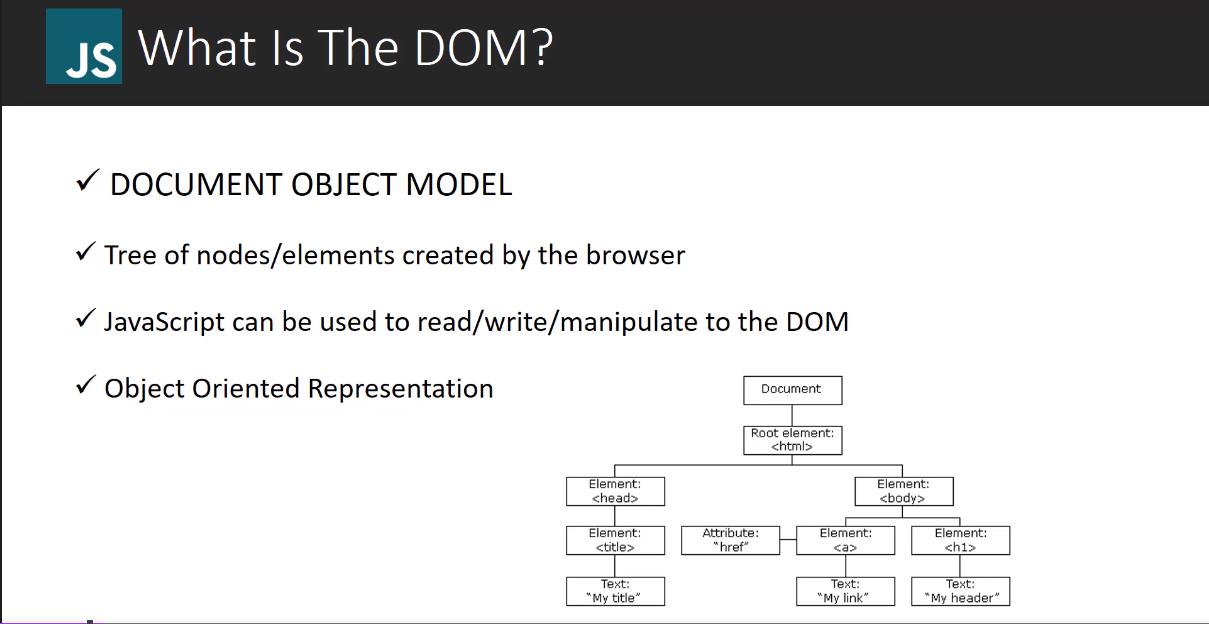 JS What Is The DOM?
✓ DOCUMENT OBJECT MODEL
✓ Tree of nodes/elements created by the browser
✓ JavaScript can be used to read/write/manipulate to the DOM
✓ Object Oriented Representation
Document
Root element:
<html>
Element:
<head>
Element:
<body>
Element:
<title>
Attribute:
"href"
Element:
<a>
Element:
<h1>
Text:
"My title"
Text:
"My link"
Text:
"My header"